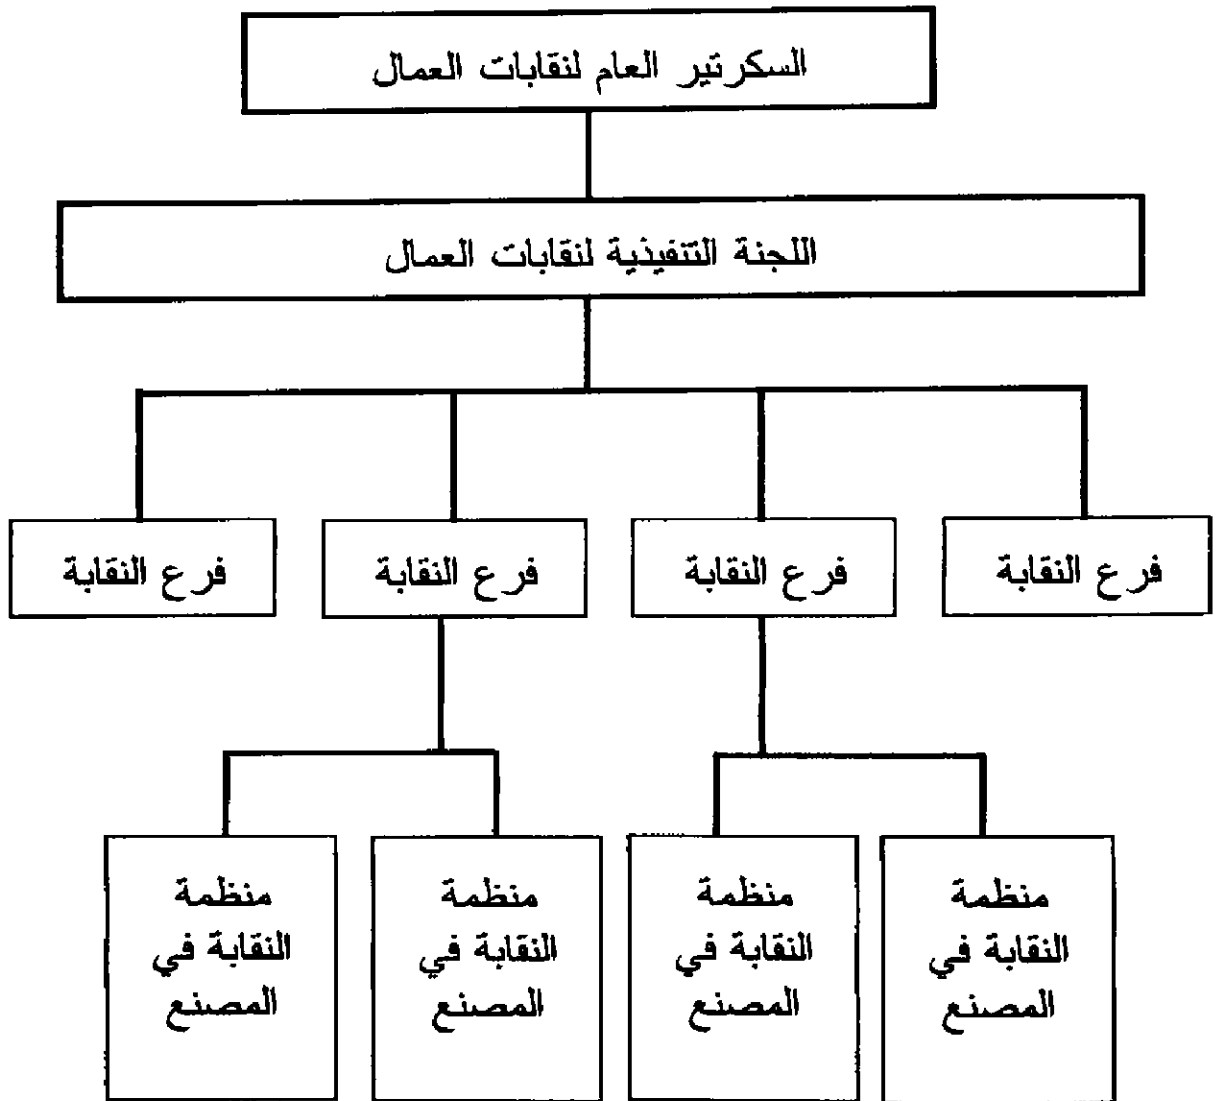 السكرتير العام لنقابات العمال
اللجنة التنفيذية لنقابات العمال
فرع النقابة
فرع النقابة
فرع النقابة
فرع النقابة
منظمة
النقابة في
المصنع
منظمة
النقابة في
المصنع
منظمة
النقابة في
المصنع
منظمة
النقابة في
المصنع